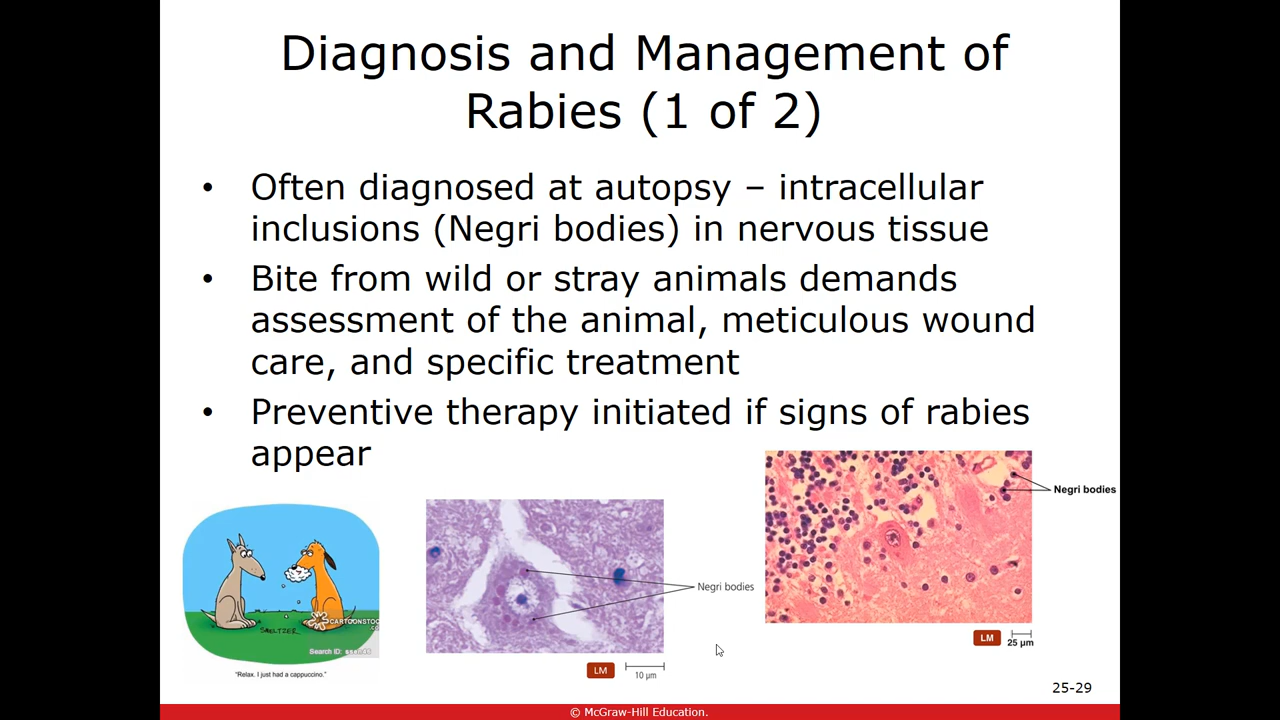 Diagnosis and Management of
Rabies (1 of 2)
• Often diagnosed at autopsy – intracellular
inclusions (Negri bodies) in nervous tissue
• Bite from wild or stray animals demands
assessment of the animal, meticulous wound
care, and specific treatment
• Preventive therapy initiated if signs of rabies
appear
Negri bodies
LM
25 µm
Negri bodies
LM
10 µm
SMELTZER
Search ID:
"Relax. I just had a cappuccino."
25-29
© McGraw-Hill Education.